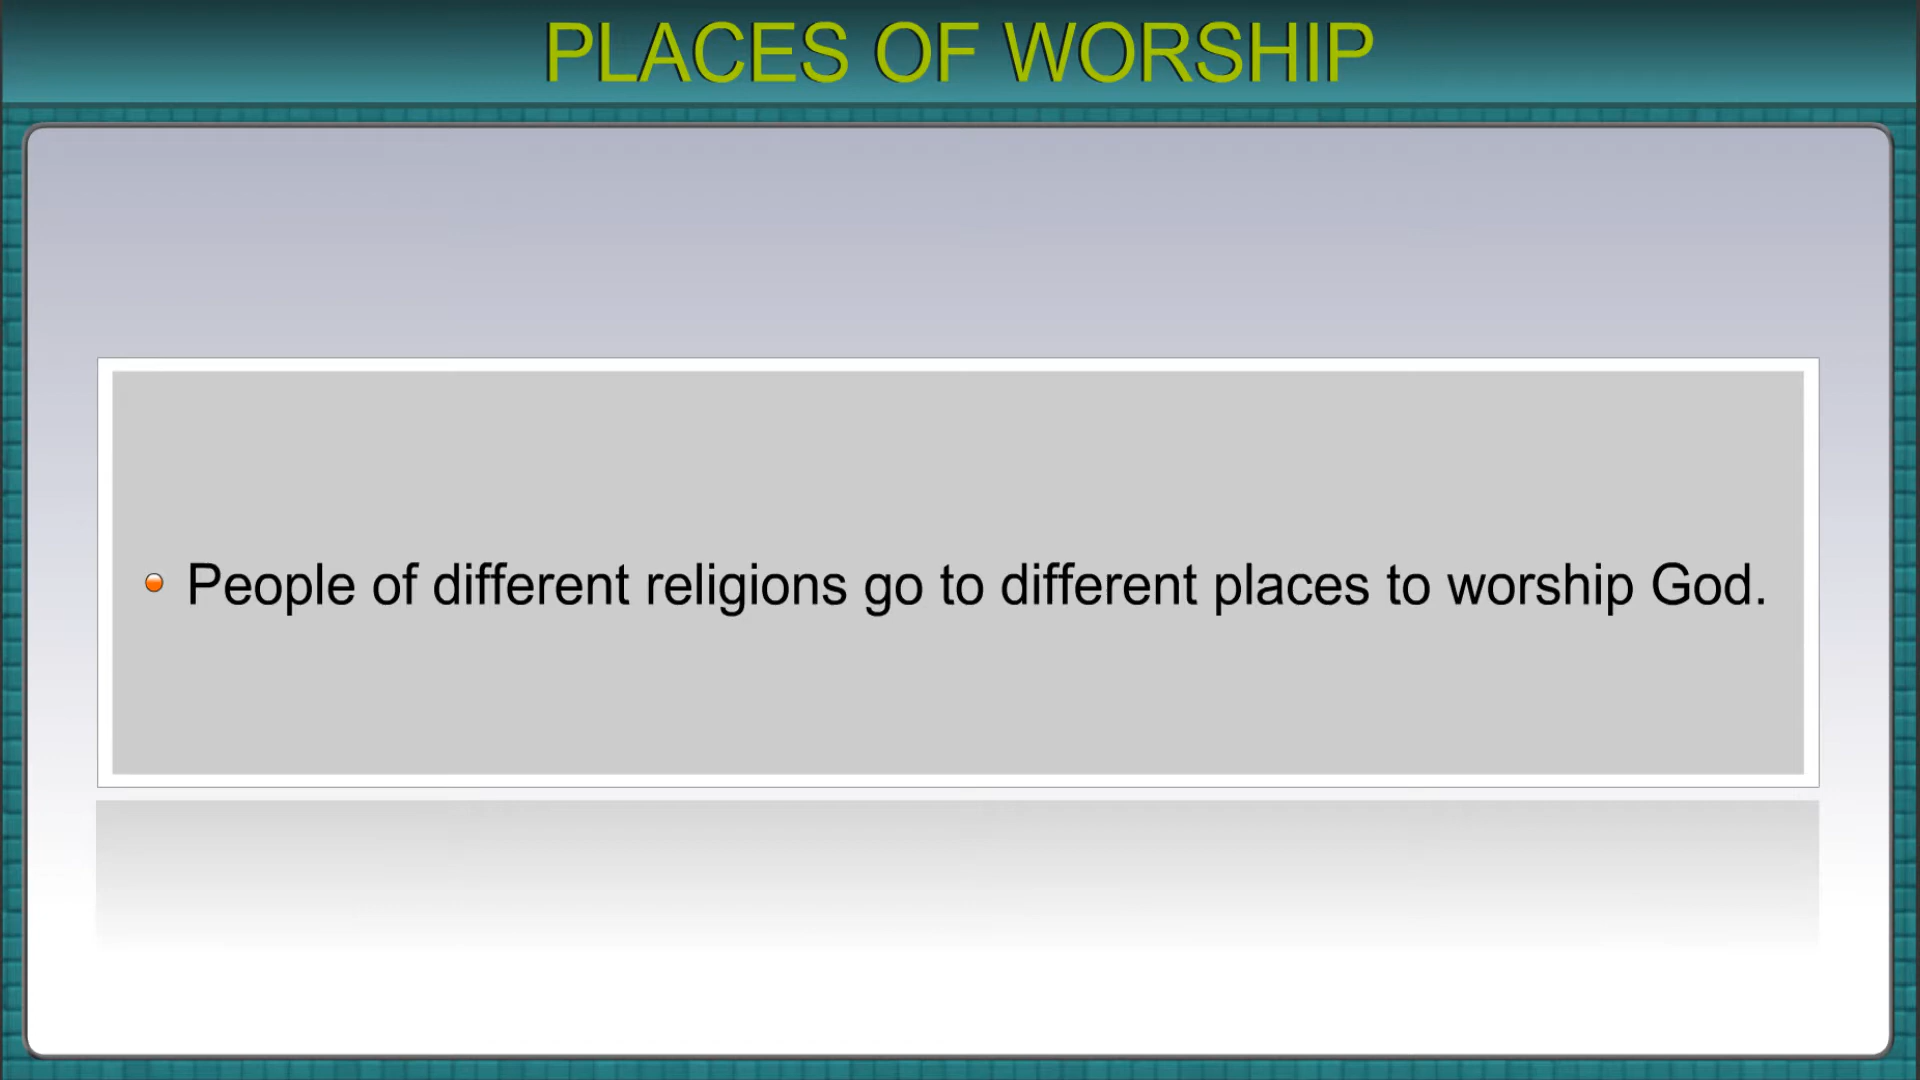 PLACES OF WORSHIP
People of different religions go to different places to worship God.